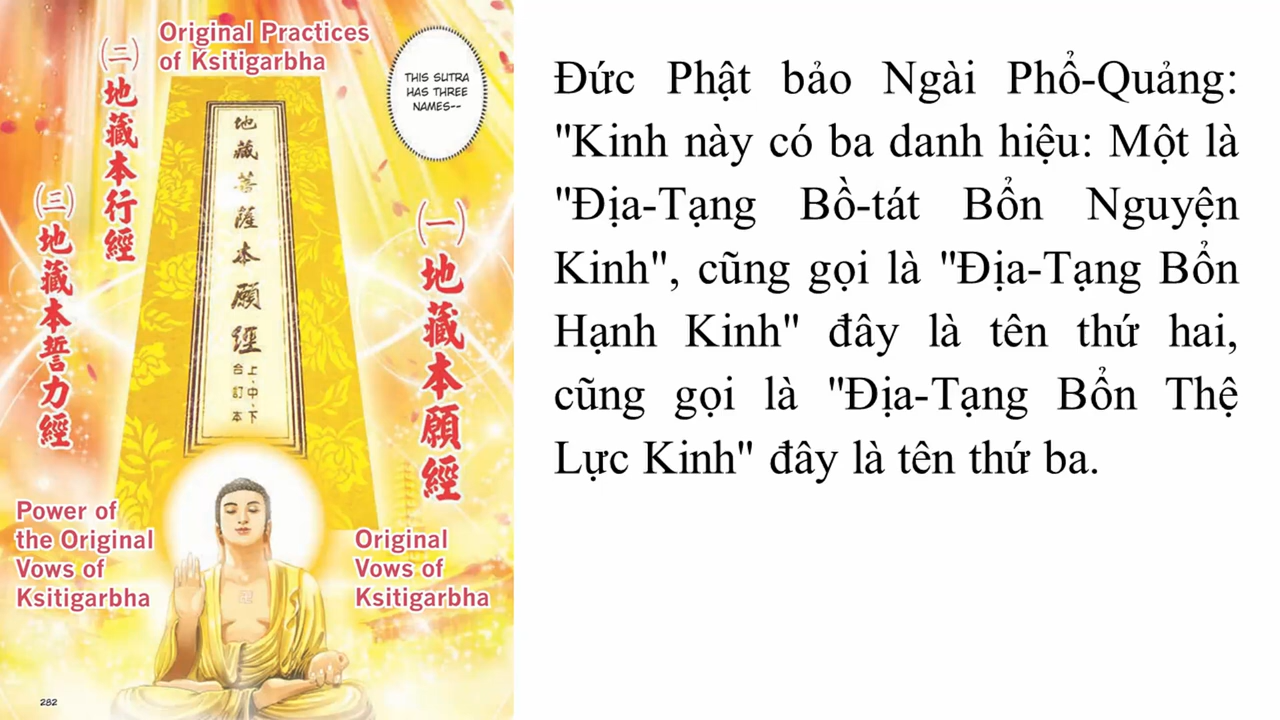 Original Practices
of Ksitigarbha
THIS SUTRA
HAS THREE
NAMES--
(一)
地藏本願經
(二)
地藏本行經
(三)
地藏本誓力經
地藏菩薩本願經
上・中・下
合訂本
Original
Vows of
Ksitigarbha
Power of
the Original
Vows of
Ksitigarbha
卍
282
Đức Phật bảo Ngài Phổ-Quảng:
"Kinh này có ba danh hiệu: Một là
"Địa-Tạng Bồ-tát Bổn Nguyện
Kinh", cũng gọi là "Địa-Tạng Bổn
Hạnh Kinh" đây là tên thứ hai,
cũng gọi là "Địa-Tạng Bổn Thệ
Lực Kinh" đây là tên thứ ba.